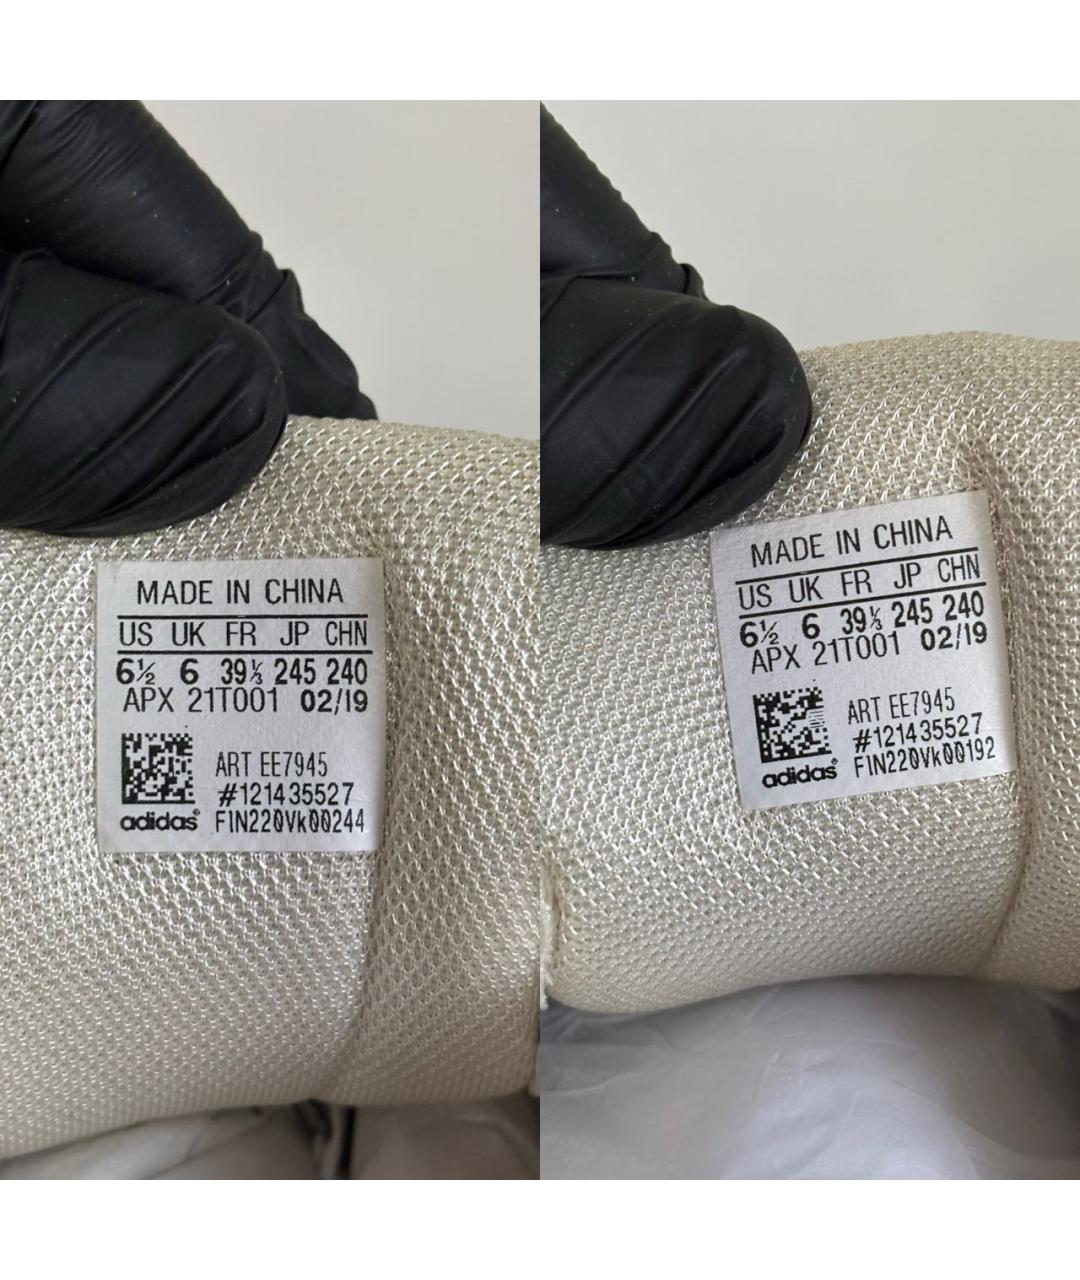 MADE IN CHINA
US UK FR JP CHN
6½ 6 39⅓ 245 240
APX 21T001 02/19
ART EE7945
#121435527
adidas® FIN220Vk00244
MADE IN CHINA
US UK FR JP CHN
6½ 6 39⅓ 245 240
APX 21T001 02/19
ART EE7945
#121435527
adidas® FIN220Vk00192